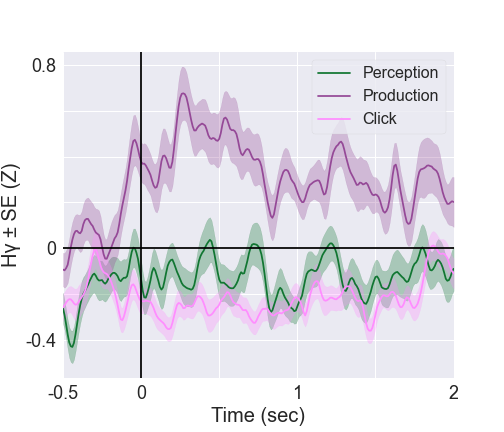 0.8
0
-0.4
Hγ ± SE (Z)
Perception
Production
Click
-0.5 0 1 2
Time (sec)